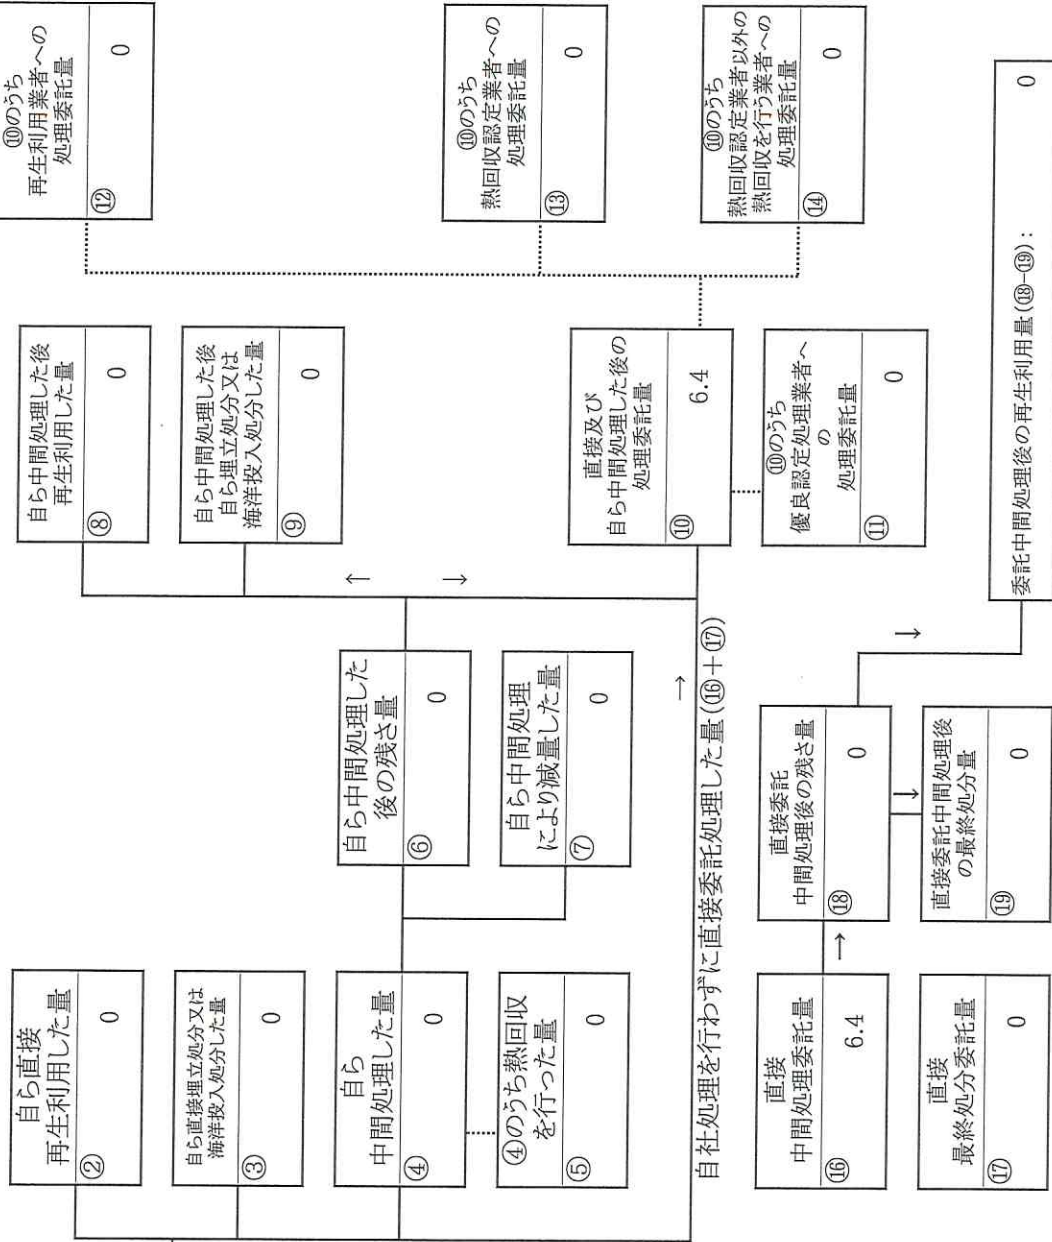 自ら直接
再生利用した量
②
0
自ら直接埋立処分又は
海洋投入処分した量
③
0
自ら
中間処理した量
④
0
④のうち熱回収
を行った量
⑤
0
自ら中間処理した
後の残さ量
⑥
0
自ら中間処理
により減量した量
⑦
0
自ら中間処理した後
再生利用した量
⑧
0
自ら中間処理した後
自ら埋立処分又は
海洋投入処分した量
⑨
0
↑
↓
→
直接及び
自ら中間処理した後の
処理委託量
⑩
6.4
⑩のうち
優良認定処理業者へ
の
処理委託量
⑪
0
⑩のうち
再生利用業者への
処理委託量
⑫
0
⑩のうち
熱回収認定業者への
処理委託量
⑬
0
⑩のうち
熱回収認定業者以外の
熱回収を行う業者への
処理委託量
⑭
0
自社処理を行わずに直接委託処理した量(⑯+⑰)
直接
中間処理委託量
⑯
6.4
→
直接
最終処分委託量
⑰
0
直接委託
中間処理後の残さ量
⑱
0
↓
直接委託中間処理後
の最終処分量
⑲
0
↓
委託中間処理後の再生利用量(⑱-⑲):
0